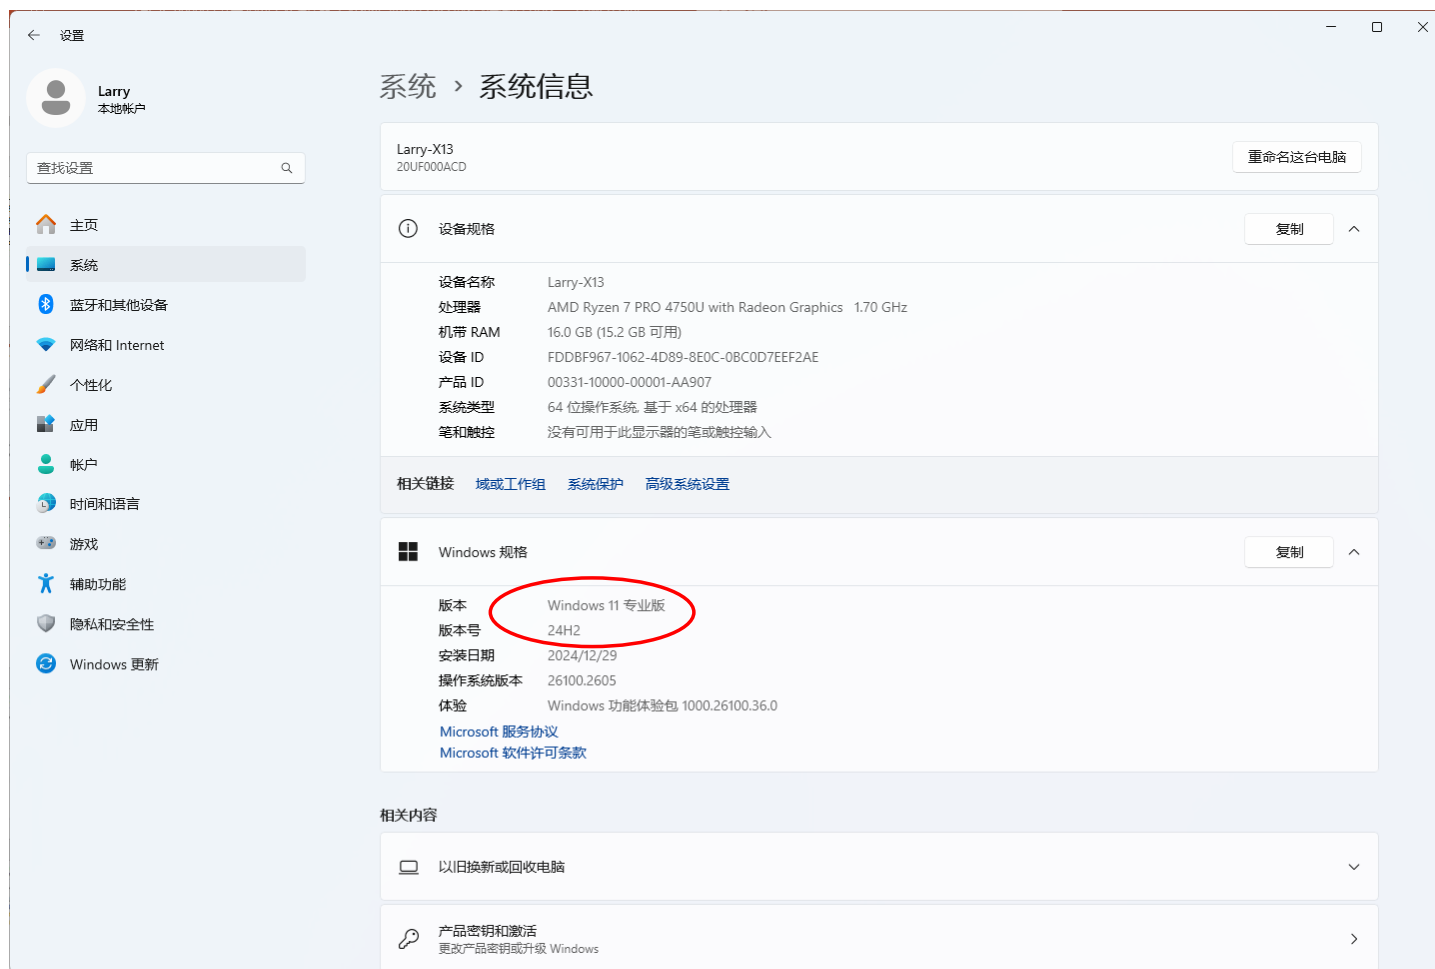 设置
Larry
本地帐户
查找设置
主页
系统
蓝牙和其他设备
网络和 Internet
个性化
应用
帐户
时间和语言
游戏
辅助功能
隐私和安全性
Windows 更新
系统 › 系统信息
Larry-X13
20UF000ACD
重命名这台电脑
设备规格
复制
设备名称 Larry-X13
处理器 AMD Ryzen 7 PRO 4750U with Radeon Graphics 1.70 GHz
机带 RAM 16.0 GB (15.2 GB 可用)
设备 ID FDDBF967-1062-4D89-8E0C-0BC0D7EEF2AE
产品 ID 00331-10000-00001-AA907
系统类型 64 位操作系统, 基于 x64 的处理器
笔和触控 没有可用于此显示器的笔或触控输入
相关链接 域或工作组 系统保护 高级系统设置
Windows 规格
复制
版本 Windows 11 专业版
版本号 24H2
安装日期 2024/12/29
操作系统版本 26100.2605
体验 Windows 功能体验包 1000.26100.36.0
Microsoft 服务协议
Microsoft 软件许可条款
相关内容
以旧换新或回收电脑
产品密钥和激活
更改产品密钥或升级 Windows